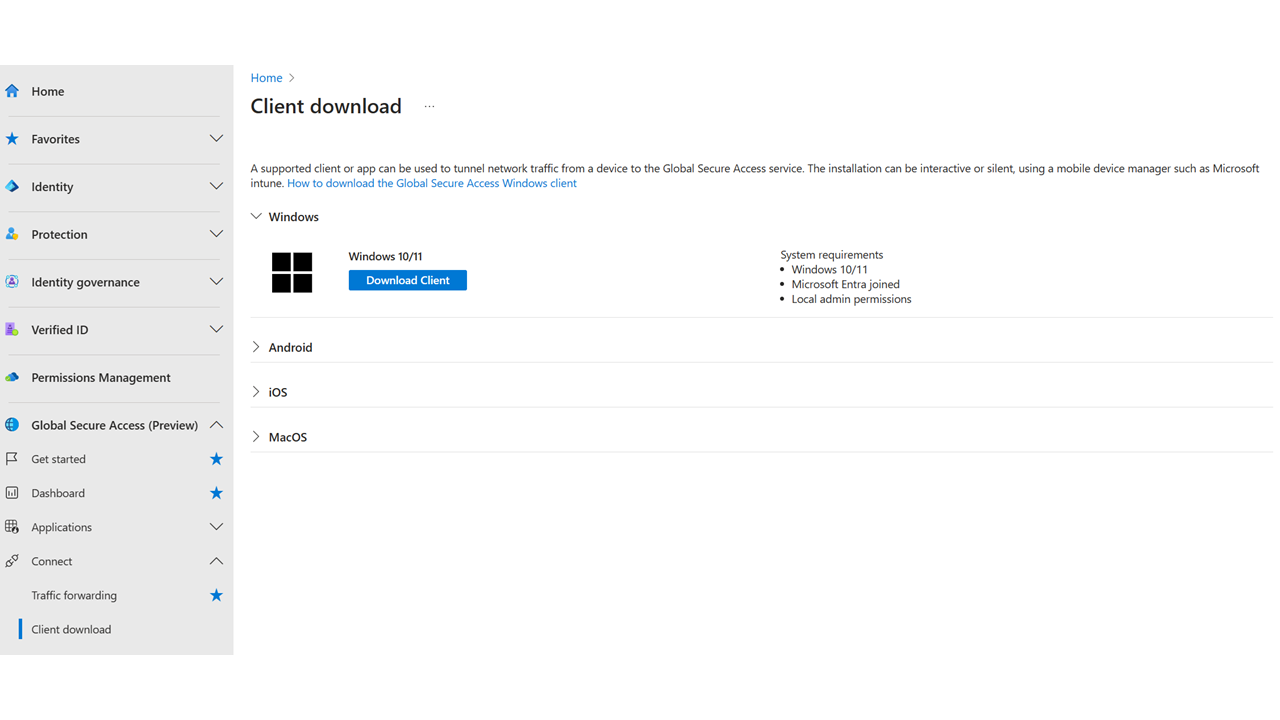 Home
Favorites
Identity
Protection
Identity governance
Verified ID
Permissions Management
Global Secure Access (Preview)
Get started
Dashboard
Applications
Connect
Traffic forwarding
Client download
Home
Client download
...
A supported client or app can be used to tunnel network traffic from a device to the Global Secure Access service. The installation can be interactive or silent, using a mobile device manager such as Microsoft
intune. How to download the Global Secure Access Windows client
Windows
Windows 10/11
Download Client
System requirements
• Windows 10/11
• Microsoft Entra joined
• Local admin permissions
Android
iOS
MacOS